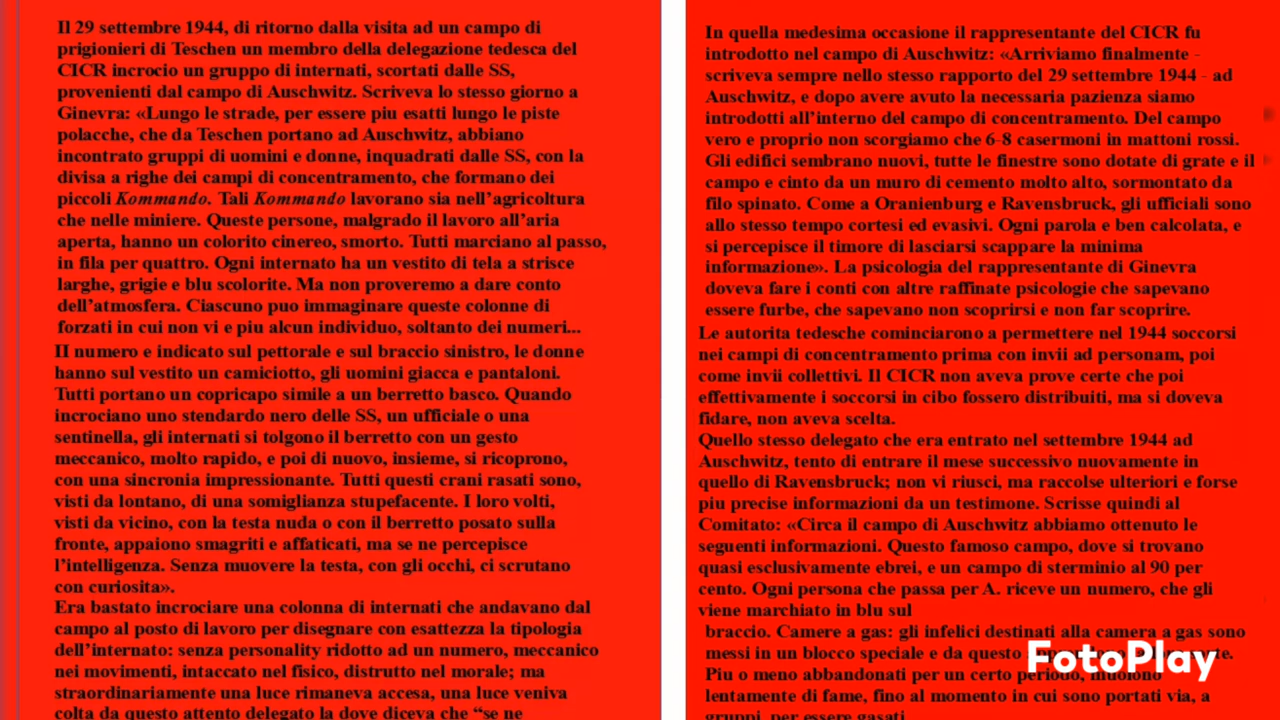 Il 29 settembre 1944, di ritorno dalla visita ad un campo di
prigionieri di Teschen un membro della delegazione tedesca del
CICR incrocio un gruppo di internati, scortati dalle SS,
provenienti dal campo di Auschwitz. Scriveva lo stesso giorno a
Ginevra: «Lungo le strade, per essere piu esatti lungo le piste
polacche, che da Teschen portano ad Auschwitz, abbiano
incontrato gruppi di uomini e donne, inquadrati dalle SS, con la
divisa a righe dei campi di concentramento, che formano dei
piccoli Kommando. Tali Kommando lavorano sia nell'agricoltura
che nelle miniere. Queste persone, malgrado il lavoro all'aria
aperta, hanno un colorito cinereo, smorto. Tutti marciano al passo,
in fila per quattro. Ogni internato ha un vestito di tela a strisce
larghe, grigie e blu scolorite. Ma non proveremo a dare conto
dell'atmosfera. Ciascuno puo immaginare queste colonne di
forzati in cui non vi e piu alcun individuo, soltanto dei numeri...
II numero e indicato sul pettorale e sul braccio sinistro, le donne
hanno sul vestito un camiciotto, gli uomini giacca e pantaloni.
Tutti portano un copricapo simile a un berretto basco. Quando
incrociano uno stendardo nero delle SS, un ufficiale o una
sentinella, gli internati si tolgono il berretto con un gesto
meccanico, molto rapido, e poi di nuovo, insieme, si ricoprono,
con una sincronia impressionante. Tutti questi crani rasati sono,
visti da lontano, di una somiglianza stupefacente. I loro volti,
visti da vicino, con la testa nuda o con il berretto posato sulla
fronte, appaiono smagriti e affaticati, ma se ne percepisce
l'intelligenza. Senza muovere la testa, con gli occhi, ci scrutano
con curiosita».
Era bastato incrociare una colonna di internati che andavano dal
campo al posto di lavoro per disegnare con esattezza la tipologia
dell'internato: senza personality ridotto ad un numero, meccanico
nei movimenti, intaccato nel fisico, distrutto nel morale; ma
straordinariamente una luce rimaneva accesa, una luce veniva
colta da questo attento delegato la dove diceva che "se ne
In quella medesima occasione il rappresentante del CICR fu
introdotto nel campo di Auschwitz: «Arriviamo finalmente -
scriveva sempre nello stesso rapporto del 29 settembre 1944 - ad
Auschwitz, e dopo avere avuto la necessaria pazienza siamo
introdotti all'interno del campo di concentramento. Del campo
vero e proprio non scorgiamo che 6-8 casermoni in mattoni rossi.
Gli edifici sembrano nuovi, tutte le finestre sono dotate di grate e il
campo e cinto da un muro di cemento molto alto, sormontato da
filo spinato. Come a Oranienburg e Ravensbruck, gli ufficiali sono
allo stesso tempo cortesi ed evasivi. Ogni parola e ben calcolata, e
si percepisce il timore di lasciarsi scappare la minima
informazione». La psicologia del rappresentante di Ginevra
doveva fare i conti con altre raffinate psicologie che sapevano
essere furbe, che sapevano non scoprirsi e non far scoprire.
Le autorita tedesche cominciarono a permettere nel 1944 soccorsi
nei campi di concentramento prima con invii ad personam, poi
come invii collettivi. Il CICR non aveva prove certe che poi
effettivamente i soccorsi in cibo fossero distribuiti, ma si doveva
fidare, non aveva scelta.
Quello stesso delegato che era entrato nel settembre 1944 ad
Auschwitz, tento di entrare il mese successivo nuovamente in
quello di Ravensbruck; non vi riusci, ma raccolse ulteriori e forse
piu precise informazioni da un testimone. Scrisse quindi al
Comitato: «Circa il campo di Auschwitz abbiamo ottenuto le
seguenti informazioni. Questo famoso campo, dove si trovano
quasi esclusivamente ebrei, e un campo di sterminio al 90 per
cento. Ogni persona che passa per A. riceve un numero, che gli
viene marchiato in blu sul
braccio. Camere a gas: gli infelici destinati alla camera a gas sono
messi in un blocco speciale e da questo
Piu o meno abbandonati per un certo periodo, muoiono
lentamente di fame, fino al momento in cui sono portati via, a
gruppi, per essere gasati
FotoPlay